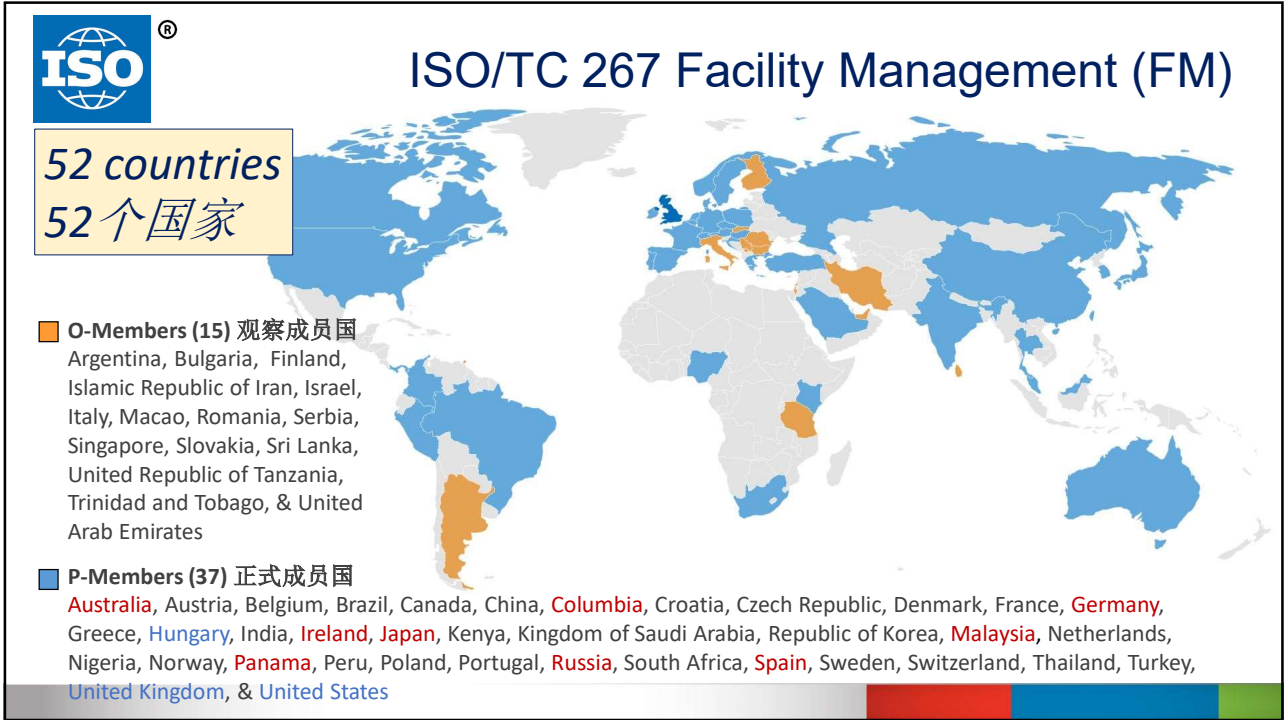 ISO
®
ISO/TC 267 Facility Management (FM)
52 countries
52个国家
O-Members (15) 观察成员国
Argentina, Bulgaria, Finland,
Islamic Republic of Iran, Israel,
Italy, Macao, Romania, Serbia,
Singapore, Slovakia, Sri Lanka,
United Republic of Tanzania,
Trinidad and Tobago, & United
Arab Emirates
P-Members (37) 正式成员国
Australia, Austria, Belgium, Brazil, Canada, China, Columbia, Croatia, Czech Republic, Denmark, France, Germany,
Greece, Hungary, India, Ireland, Japan, Kenya, Kingdom of Saudi Arabia, Republic of Korea, Malaysia, Netherlands,
Nigeria, Norway, Panama, Peru, Poland, Portugal, Russia, South Africa, Spain, Sweden, Switzerland, Thailand, Turkey,
United Kingdom, & United States